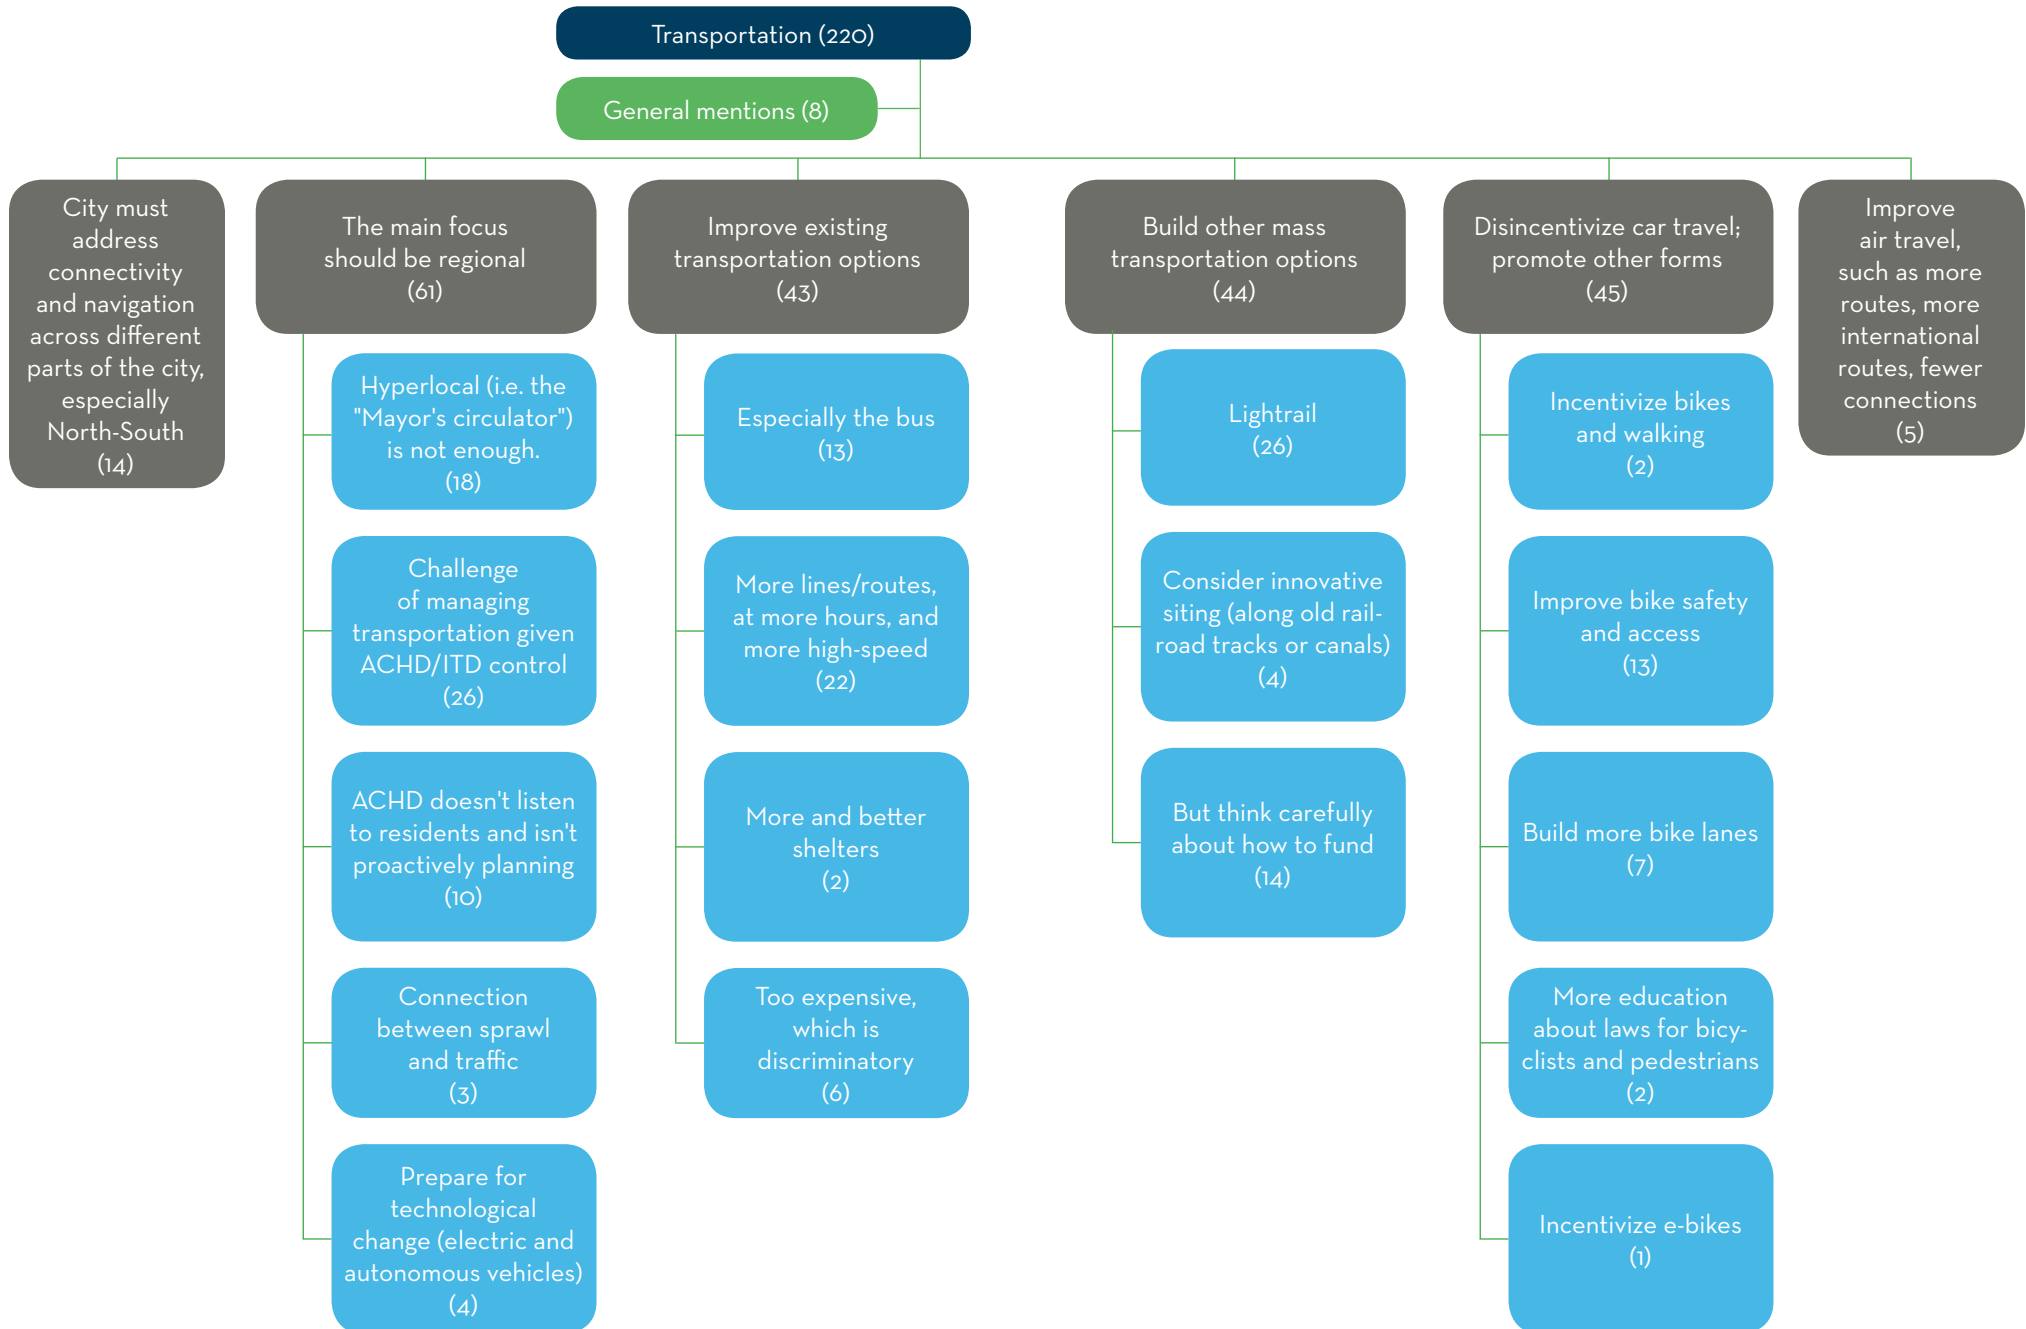 Transportation (220)
General mentions (8)
City must
address
connectivity
and navigation
across different
parts of the city,
especially
North-South
(14)
The main focus
should be regional
(61)
Hyperlocal (i.e. the
"Mayor's circulator")
is not enough.
(18)
Challenge
of managing
transportation given
ACHD/ITD control
(26)
ACHD doesn't listen
to residents and isn't
proactively planning
(10)
Connection
between sprawl
and traffic
(3)
Prepare for
technological
change (electric and
autonomous vehicles)
(4)
Improve existing
transportation options
(43)
Especially the bus
(13)
More lines/routes,
at more hours, and
more high-speed
(22)
More and better
shelters
(2)
Too expensive,
which is
discriminatory
(6)
Build other mass
transportation options
(44)
Lightrail
(26)
Consider innovative
siting (along old rail-
road tracks or canals)
(4)
But think carefully
about how to fund
(14)
Disincentivize car travel;
promote other forms
(45)
Incentivize bikes
and walking
(2)
Improve bike safety
and access
(13)
Build more bike lanes
(7)
More education
about laws for bicy-
clists and pedestrians
(2)
Incentivize e-bikes
(1)
Improve
air travel,
such as more
routes, more
international
routes, fewer
connections
(5)